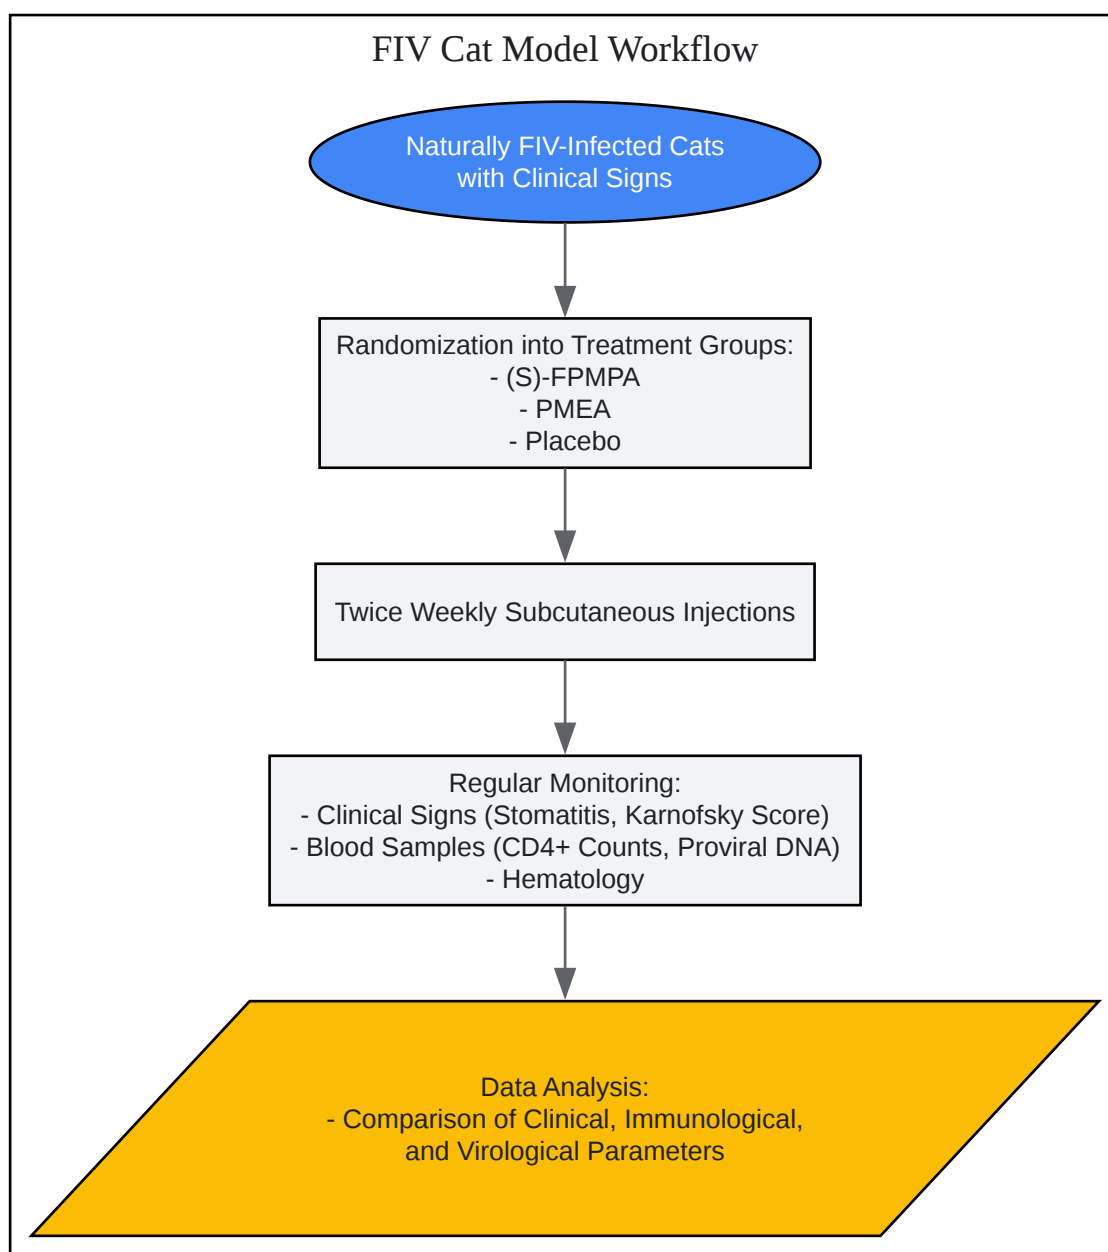 FIV Cat Model Workflow
Naturally FIV-Infected Cats
with Clinical Signs
Randomization into Treatment Groups:
- (S)-FPMPA
- PMEA
- Placebo
Twice Weekly Subcutaneous Injections
Regular Monitoring:
- Clinical Signs (Stomatitis, Karnofsky Score)
- Blood Samples (CD4+ Counts, Proviral DNA)
- Hematology
Data Analysis:
- Comparison of Clinical, Immunological,
and Virological Parameters